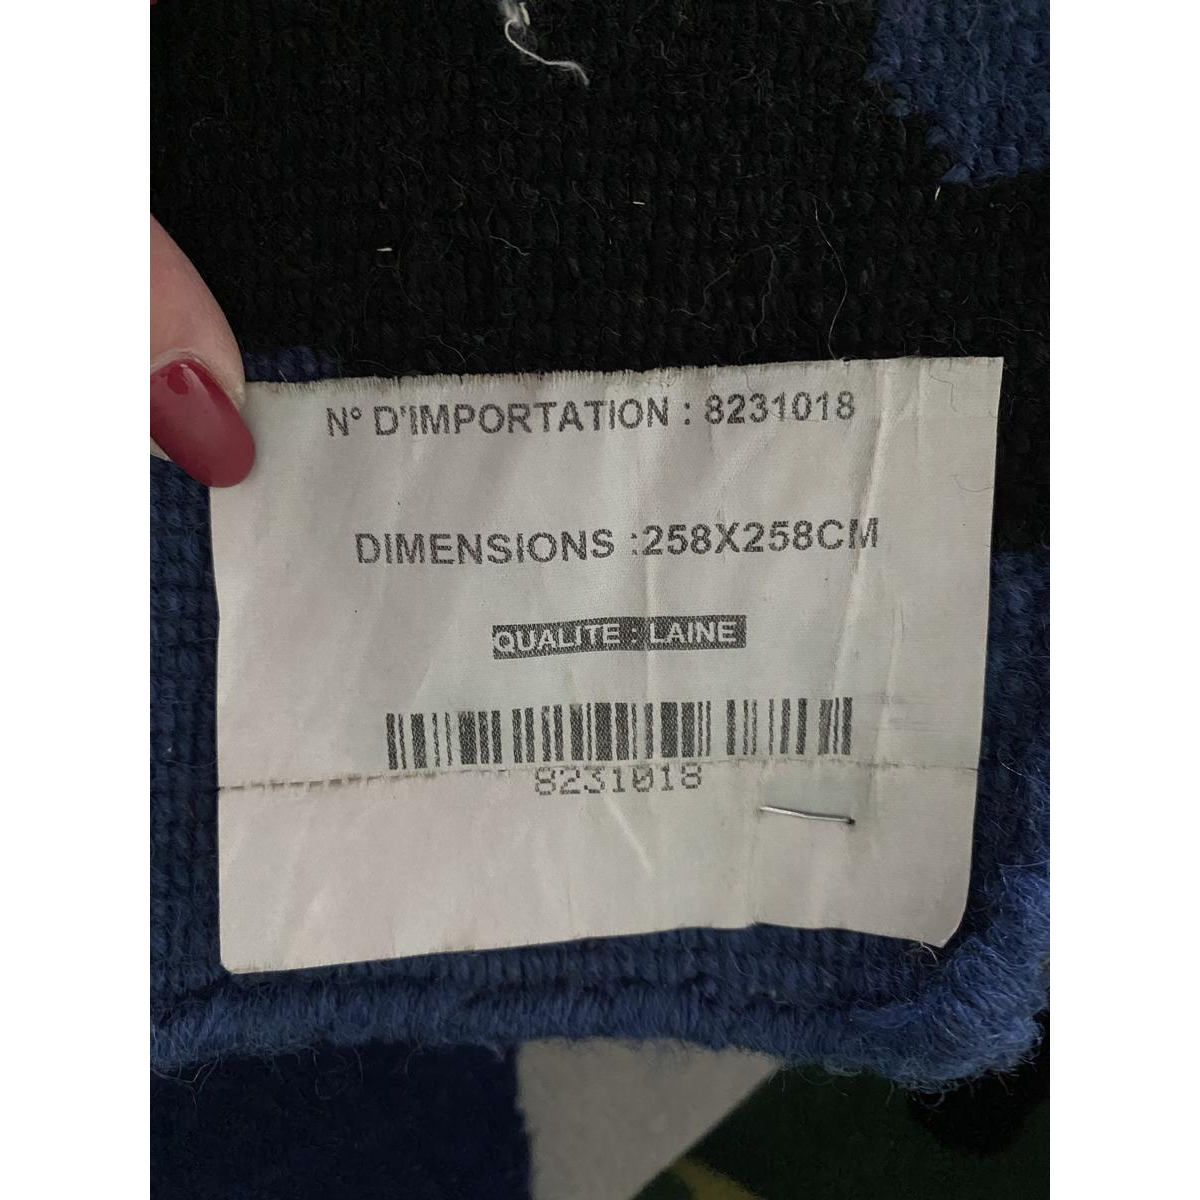 N° D'IMPORTATION : 8231018
DIMENSIONS :258X258CM
QUALITE : LAINE
8231018